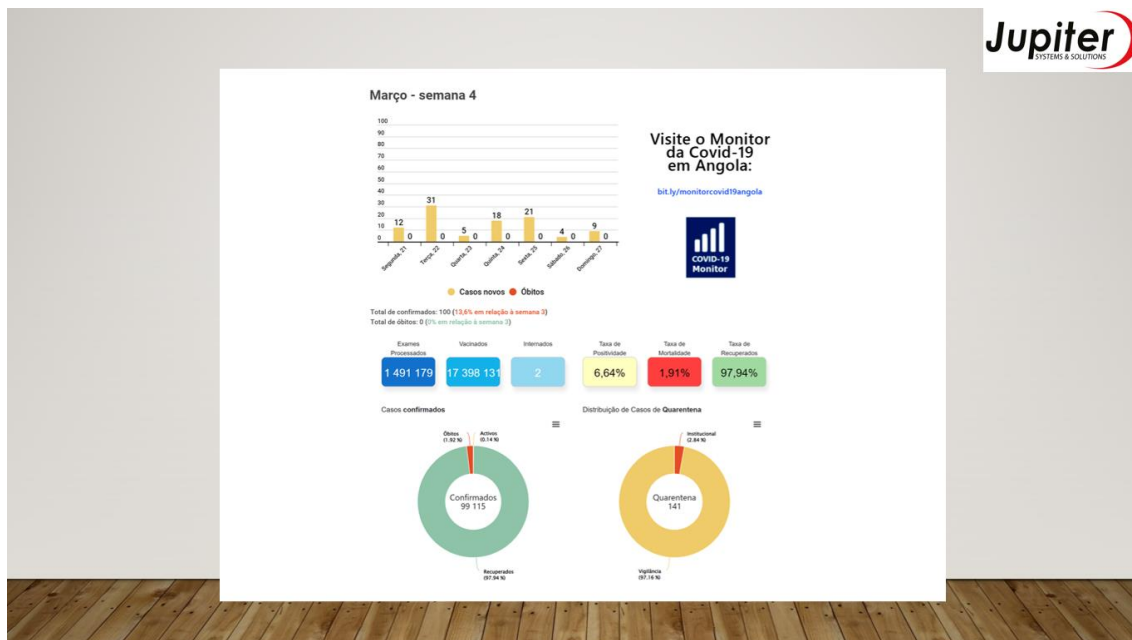 Jupiter
SYSTEMS & SOLUTIONS
Março - semana 4
100
90
80
70
60
50
40
30
20
10
0
12
0
31
0
5
0
18
0
21
0
4
0
9
0
Segunda, 21
Terça, 22
Quarta, 23
Quinta, 24
Sexta, 25
Sábado, 26
Domingo, 27
Casos novos
Óbitos
Visite o Monitor
da Covid-19
em Angola:
bit.ly/monitorcovid19angola
COVID-19
Monitor
Total de confirmados: 100 (13,6% em relação à semana 3)
Total de óbitos: 0 (0% em relação à semana 3)
Exames
Processados
1 491 179
Vacinados
17 398 131
Internados
2
Taxa de
Positividade
6,64%
Taxa de
Mortalidade
1,91%
Taxa de
Recuperados
97,94%
Casos confirmados
Óbitos
(1.92 %)
Activos
(0.14 %)
Confirmados
99 115
Recuperados
(97.94 %)
Distribuição de Casos de Quarentena
Institucional
(2.84 %)
Quarentena
141
Vigilância
(97.16 %)